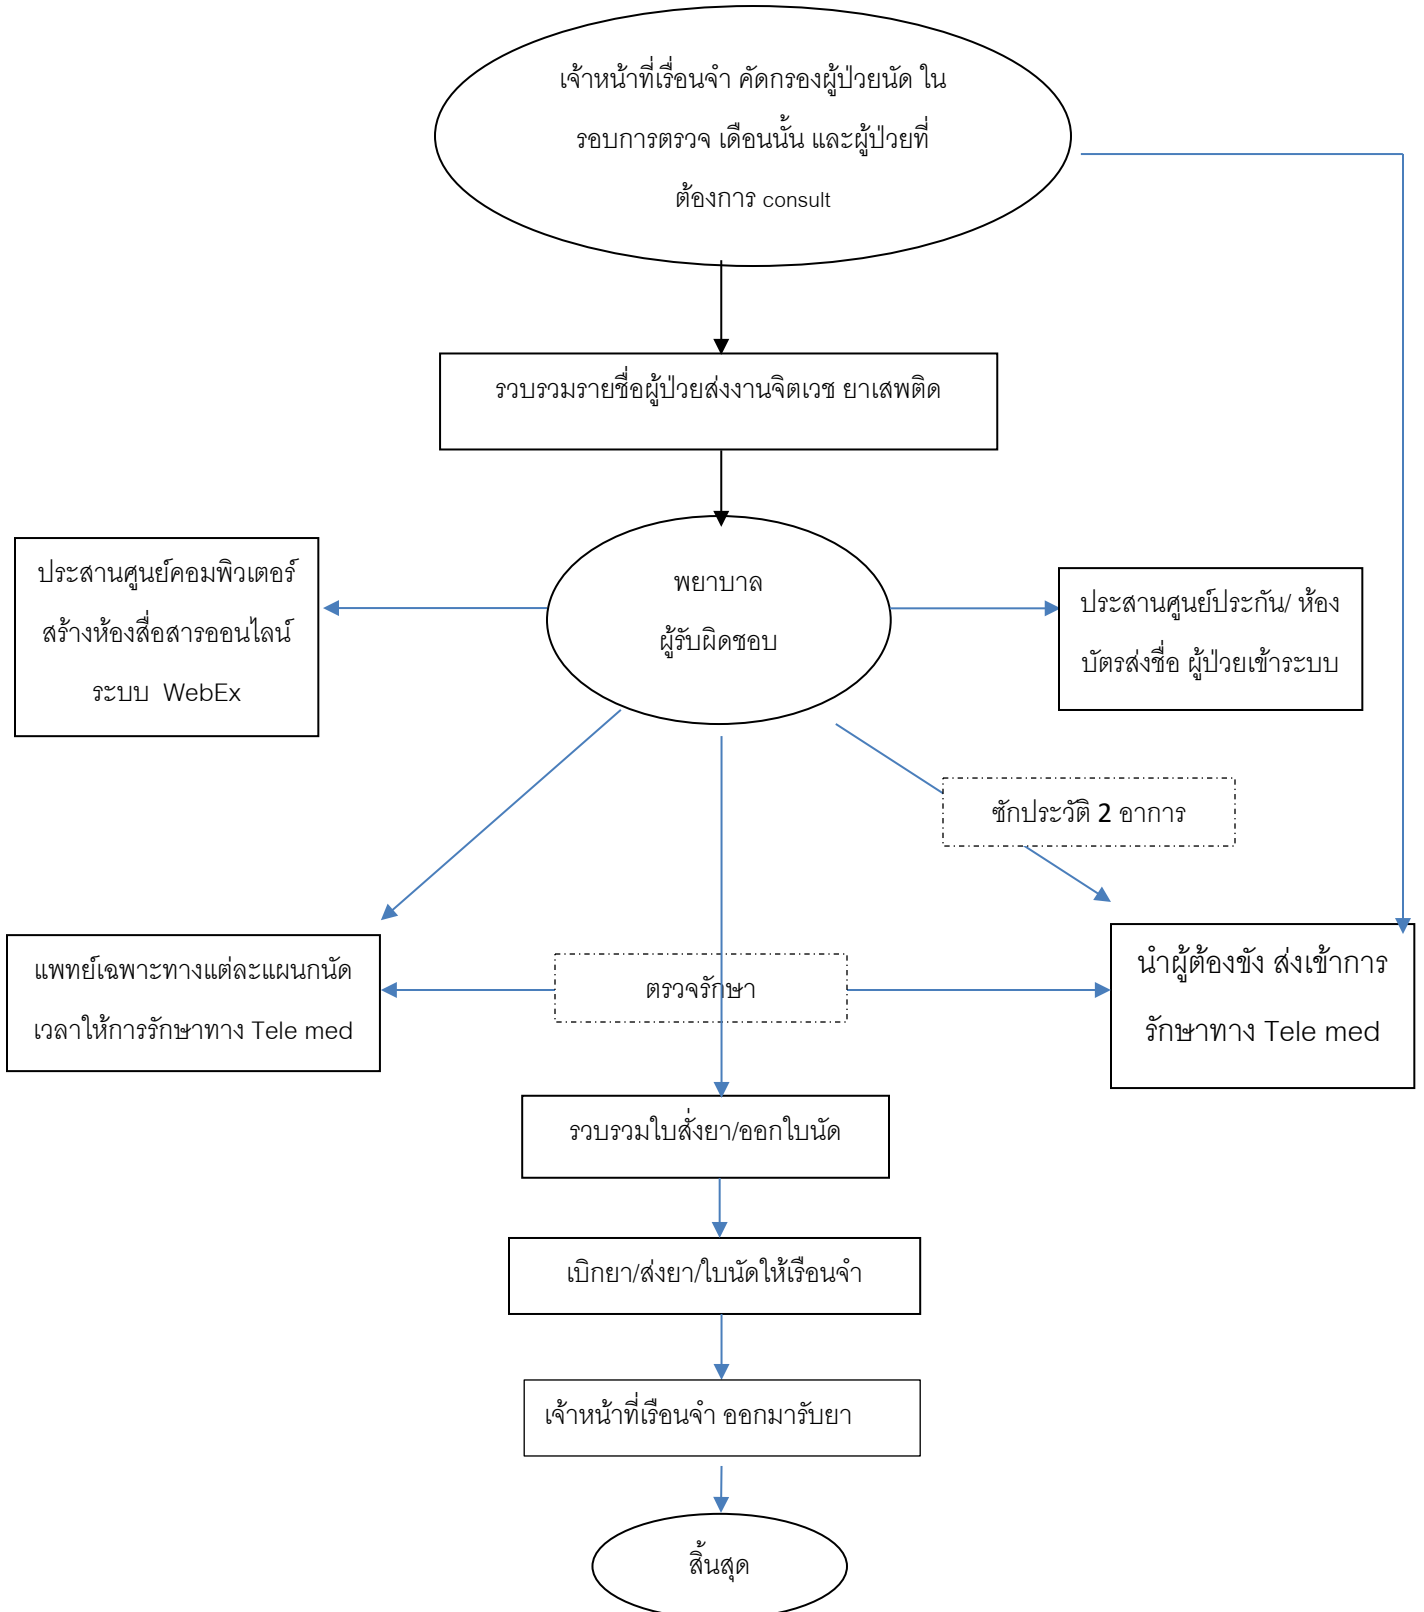 เจ้าหน้าที่เรื่อนจำ คัดกรองผู้ป่วยนัด ใน
รอบการตรวจ เดือนนั้น และผู้ป่วยที่
ต้องการ consult
รวบรวมรายชื่อผู้ป่วยส่งงานจิตเวช ยาเสพติด
พยาบาล
ผู้รับผิดชอบ
ประสานศูนย์คอมพิวเตอร์
สร้างห้องสื่อสารออนไลน์
ระบบ WebEx
ประสานศูนย์ประกัน/ ห้อง
บัตรส่งชื่อ ผู้ป่วยเข้าระบบ
ซักประวัติ 2 อาการ
แพทย์เฉพาะทางแต่ละแผนกนัด
เวลาให้การรักษาทาง Tele med
ตรวจรักษา
นำผู้ต้องขัง ส่งเข้าการ
รักษาทาง Tele med
รวบรวมใบสั่งยา/ออกใบนัด
เบิกยา/ส่งยา/ใบนัดให้เรือนจำ
เจ้าหน้าที่เรือนจำ ออกมารับยา
สิ้นสุด